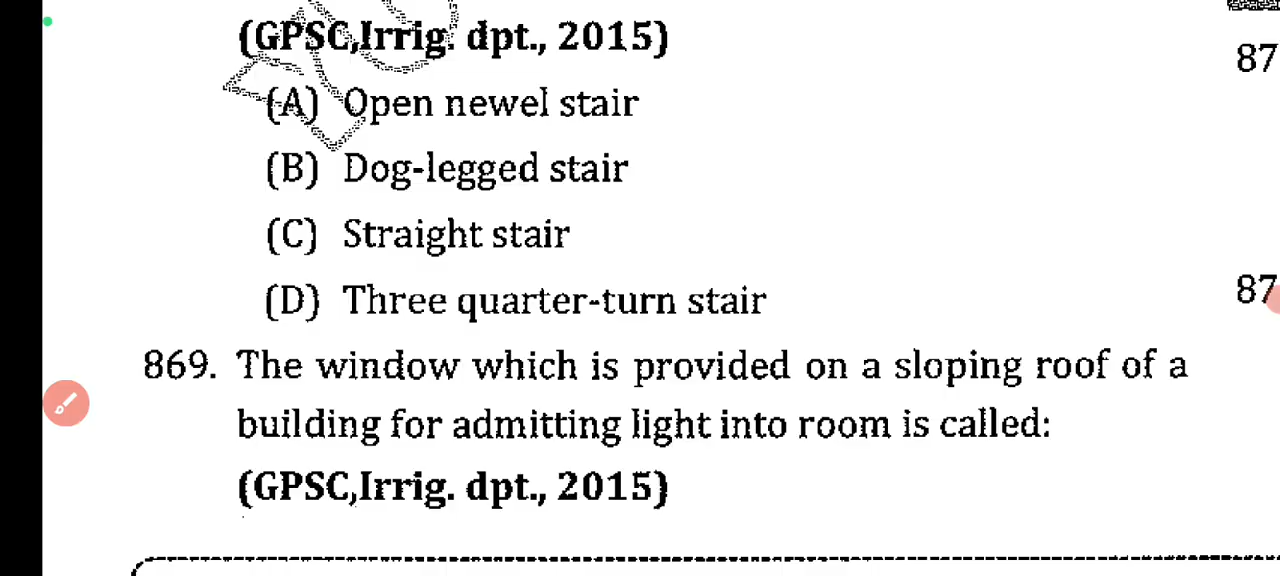 (GPSC,Irrig. dpt., 2015)
87
(A) Open newel stair
(B) Dog-legged stair
(C) Straight stair
(D) Three quarter-turn stair
87
869. The window which is provided on a sloping roof of a
building for admitting light into room is called:
(GPSC,Irrig. dpt., 2015)